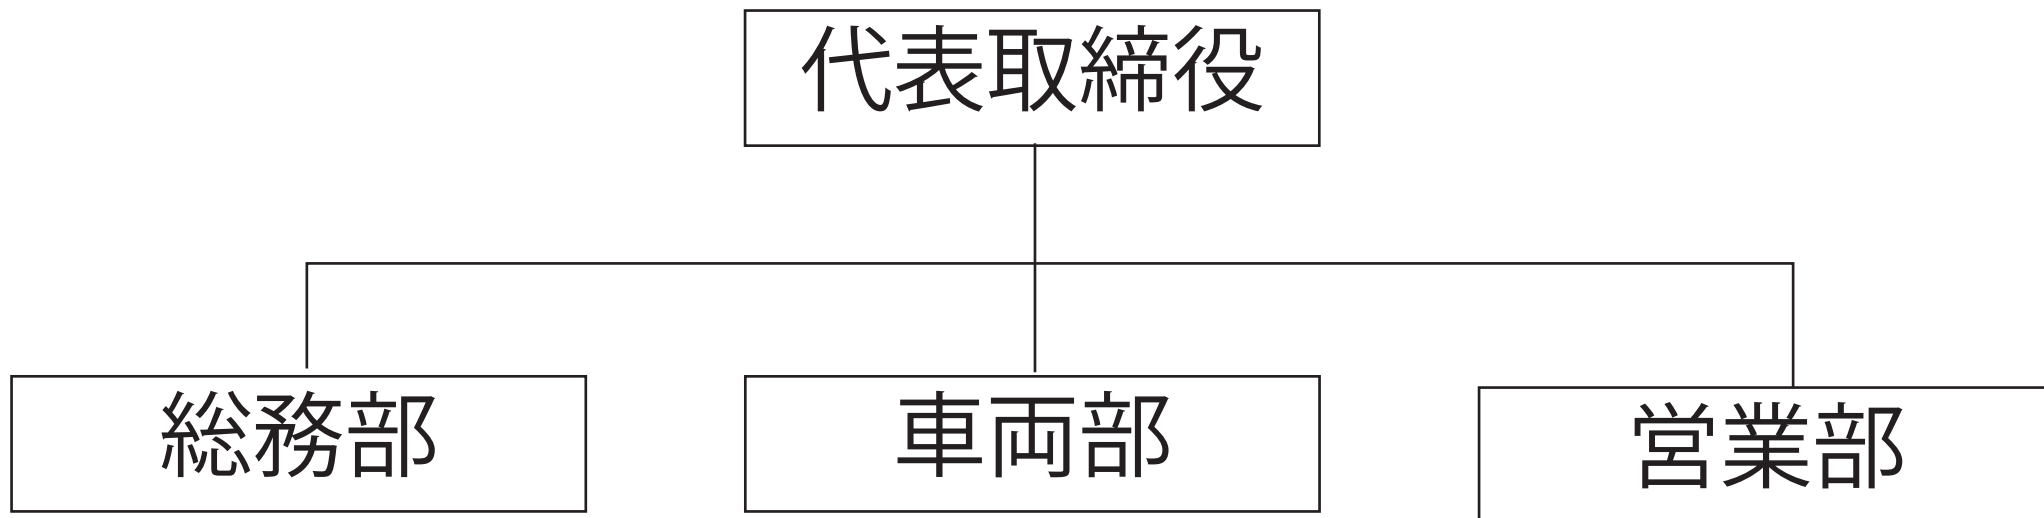 代表取締役
総務部
車両部
営業部